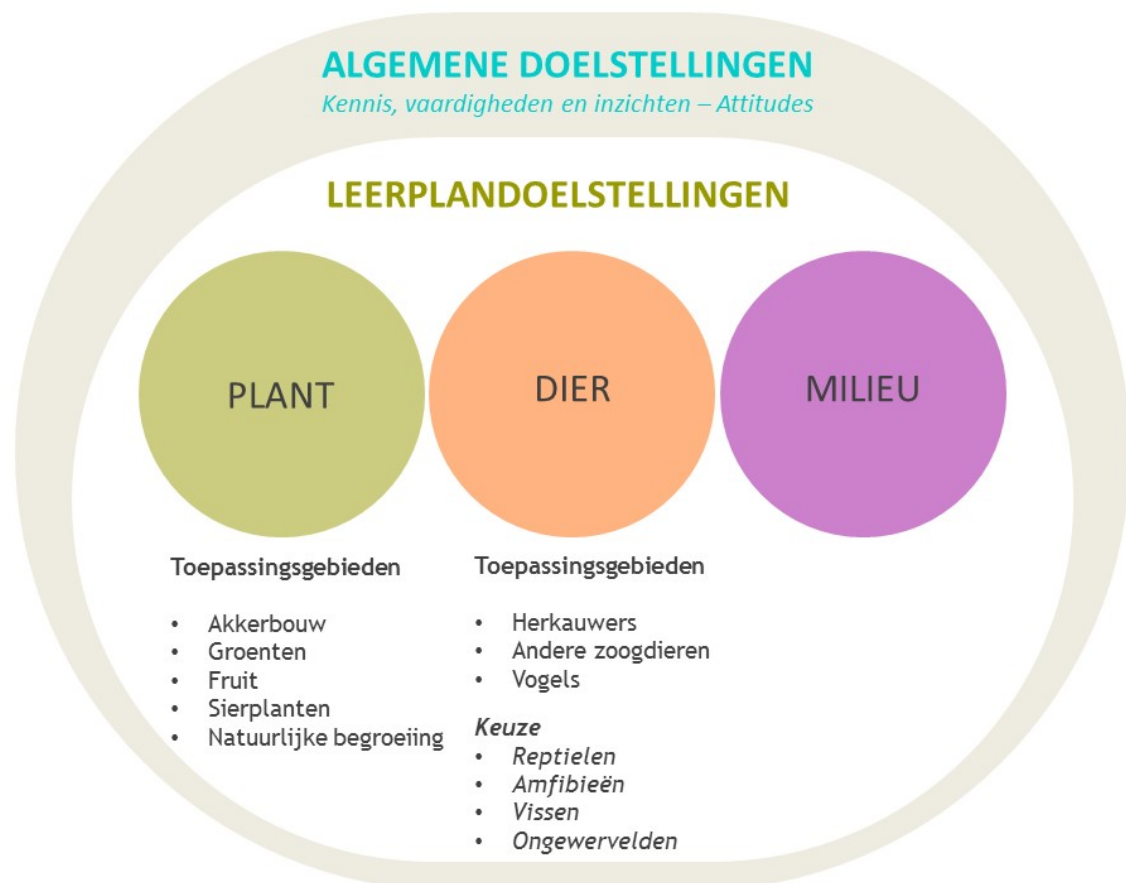 ALGEMENE DOELSTELLINGEN
Kennis, vaardigheden en inzichten – Attitudes
LEERPLANDOELSTELLINGEN
PLANT
DIER
MILIEU
Toepassingsgebieden
• Akkerbouw
• Groenten
• Fruit
• Sierplanten
• Natuurlijke begroeiing
Toepassingsgebieden
• Herkauwers
• Andere zoogdieren
• Vogels
Keuze
• Reptielen
• Amfibieën
• Vissen
• Ongewervelden